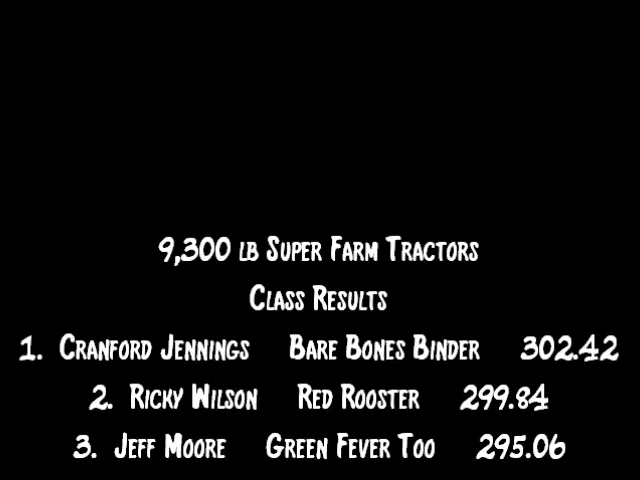 9,300 lb Super Farm Tractors
Class Results
1. Cranford Jennings Bare Bones Binder 302.42
2. Ricky Wilson Red Rooster 299.84
3. Jeff Moore Green Fever Too 295.06